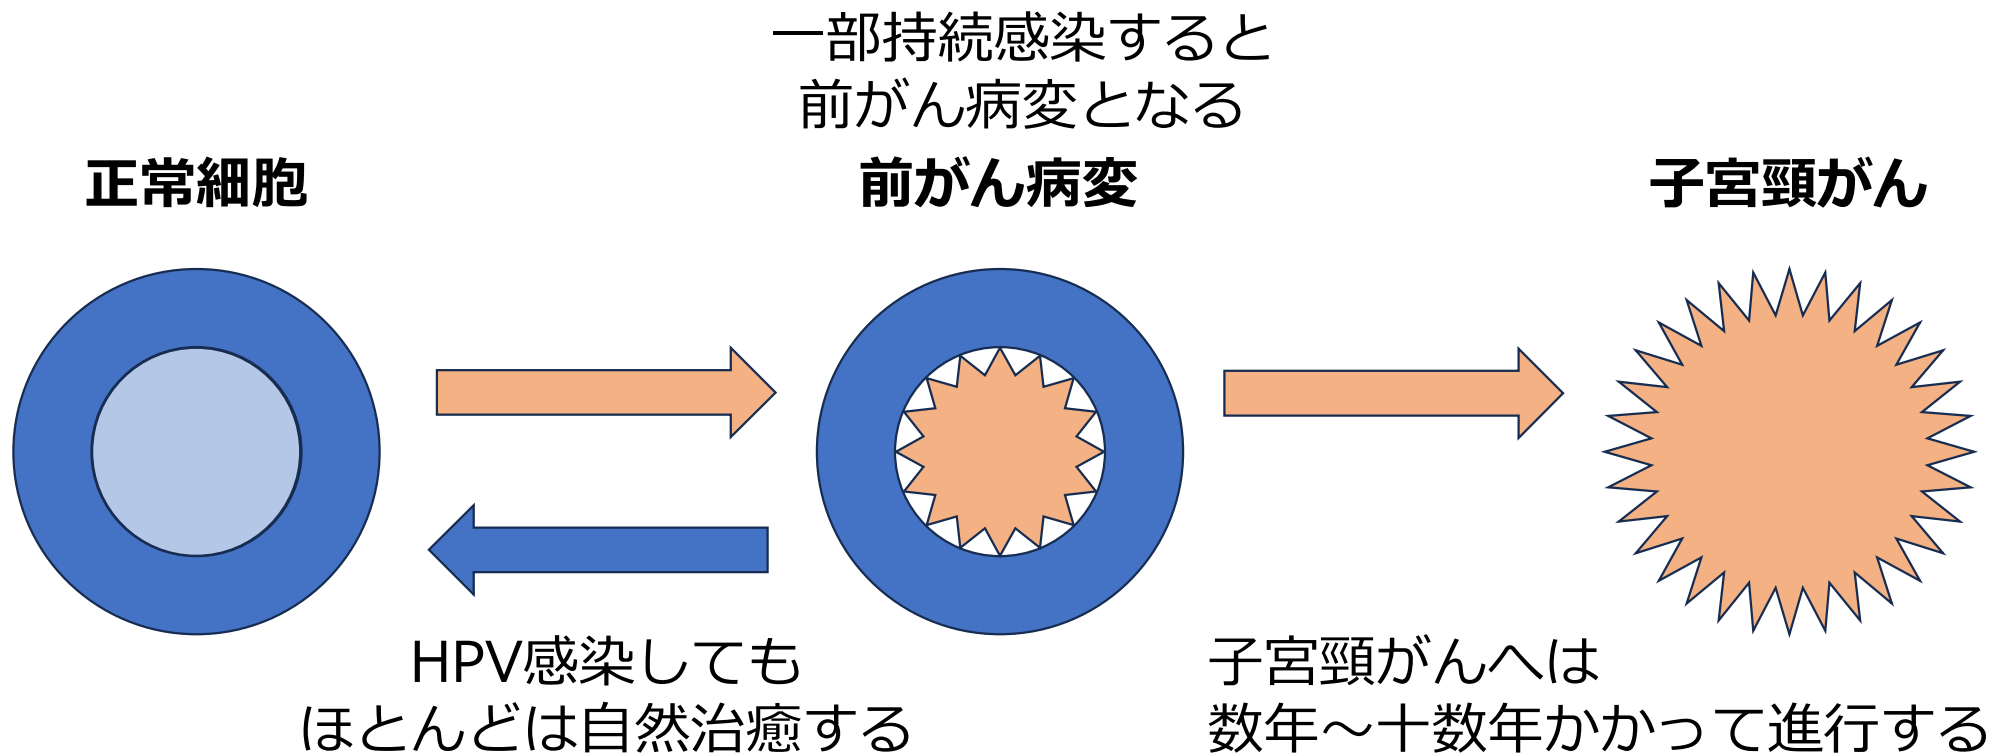 一部持続感染すると
前がん病変となる
正常細胞
前がん病変
子宮頸がん
HPV感染しても
ほとんどは自然治癒する
子宮頸がんへは
数年～十数年かかって進行する